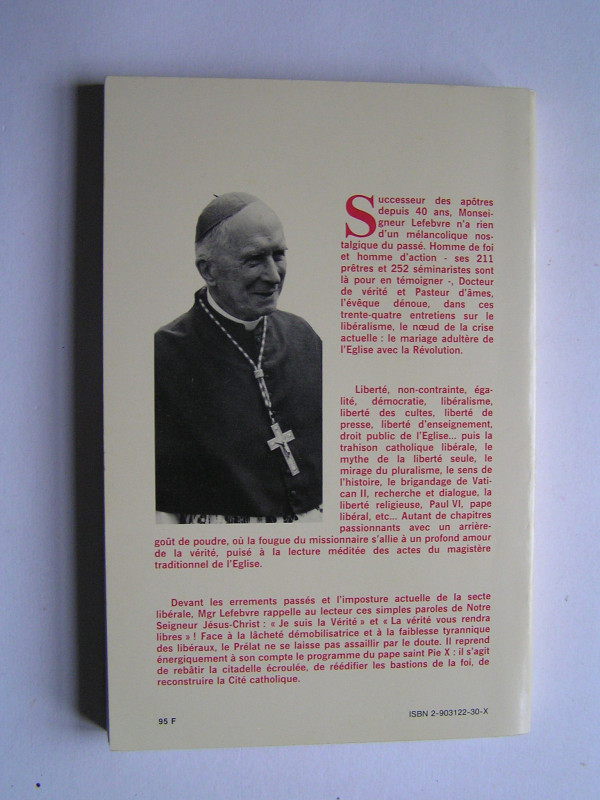 Successeur des apôtres
depuis 40 ans, Monsei-
gneur Lefebvre n'a rien
d'un mélancolique nos-
talgique du passé. Homme de foi
et homme d'action - ses 211
prêtres et 252 séminaristes sont
là pour en témoigner -, Docteur
de vérité et Pasteur d'âmes,
l'évêque dénoue, dans ces
trente-quatre entretiens sur le
libéralisme, le nœud de la crise
actuelle : le mariage adultère de
l'Eglise avec la Révolution.
Liberté, non-contrainte, éga-
lité, démocratie, libéralisme,
liberté des cultes, liberté de
presse, liberté d'enseignement,
droit public de l'Eglise... puis la
trahison catholique libérale, le
mythe de la liberté seule, le
mirage du pluralisme, le sens de
l'histoire, le brigandage de Vati-
can II, recherche et dialogue, la
liberté religieuse, Paul VI, pape
libéral, etc... Autant de chapitres
passionnants avec un arrière-
goût de poudre, où la fougue du missionnaire s'allie à un profond amour
de la vérité, puisé à la lecture méditée des actes du magistère
traditionnel de l'Eglise.
Devant les errements passés et l'imposture actuelle de la secte
libérale, Mgr Lefebvre rappelle au lecteur ces simples paroles de Notre
Seigneur Jésus-Christ : « Je suis la Vérité » et « La vérité vous rendra
libres » ! Face à la lâcheté démobilisatrice et à la faiblesse tyrannique
des libéraux, le Prélat ne se laisse pas assaillir par le doute. Il reprend
énergiquement à son compte le programme du pape saint Pie X : il s'agit
de rebâtir la citadelle écroulée, de réédifier les bastions de la foi, de
reconstruire la Cité catholique.
95 F
ISBN 2-903122-30-X